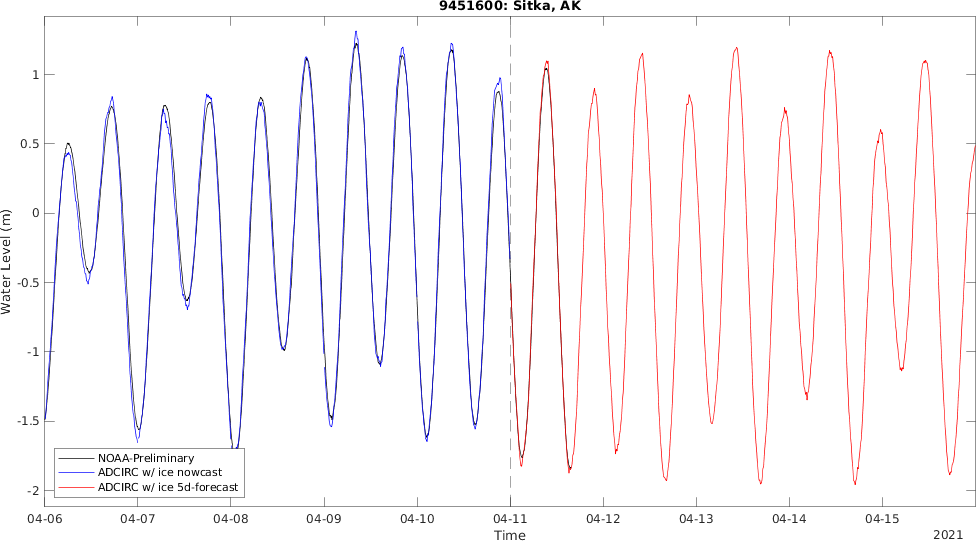 9451600: Sitka, AK
Water Level (m)
1
0.5
0
-0.5
-1
-1.5
-2
NOAA-Preliminary
ADCIRC w/ ice nowcast
ADCIRC w/ ice 5d-forecast
04-06 04-07 04-08 04-09 04-10 04-11 04-12 04-13 04-14 04-15
Time
2021